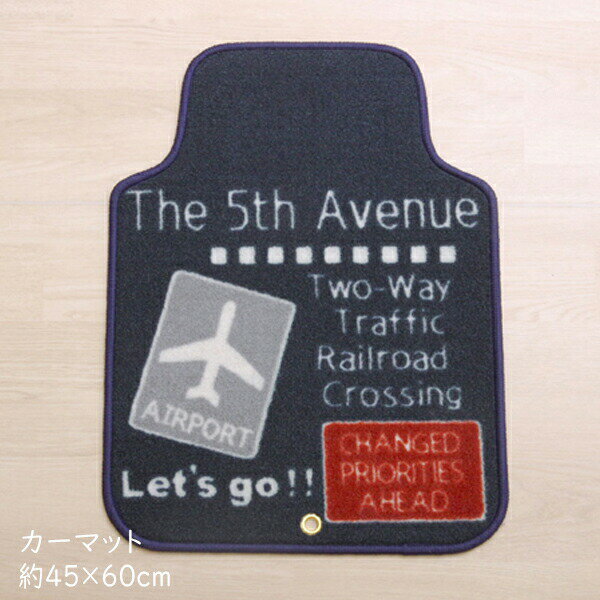 The 5th Avenue
Two-Way
Traffic
Railroad
Crossing
AIRPORT
CHANGED
PRIORITIES
AHEAD
Let's go!!
カーマット
約45×60cm